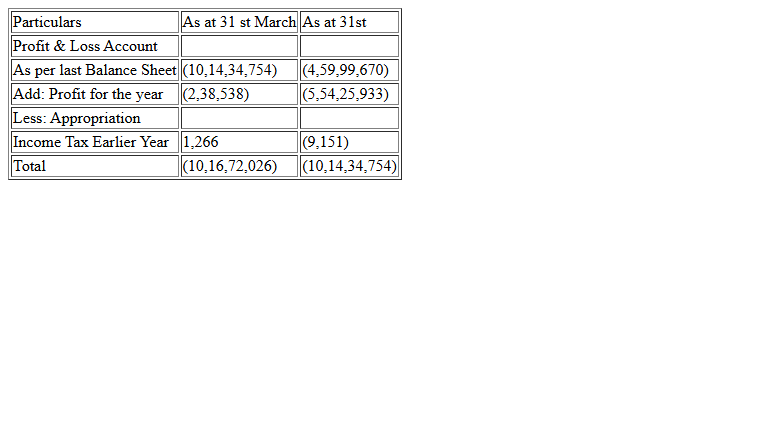 Particulars As at 31 st March As at 31st
Profit & Loss Account
As per last Balance Sheet (10,14,34,754) (4,59,99,670)
Add: Profit for the year (2,38,538) (5,54,25,933)
Less: Appropriation
Income Tax Earlier Year 1,266 (9,151)
Total (10,16,72,026) (10,14,34,754)